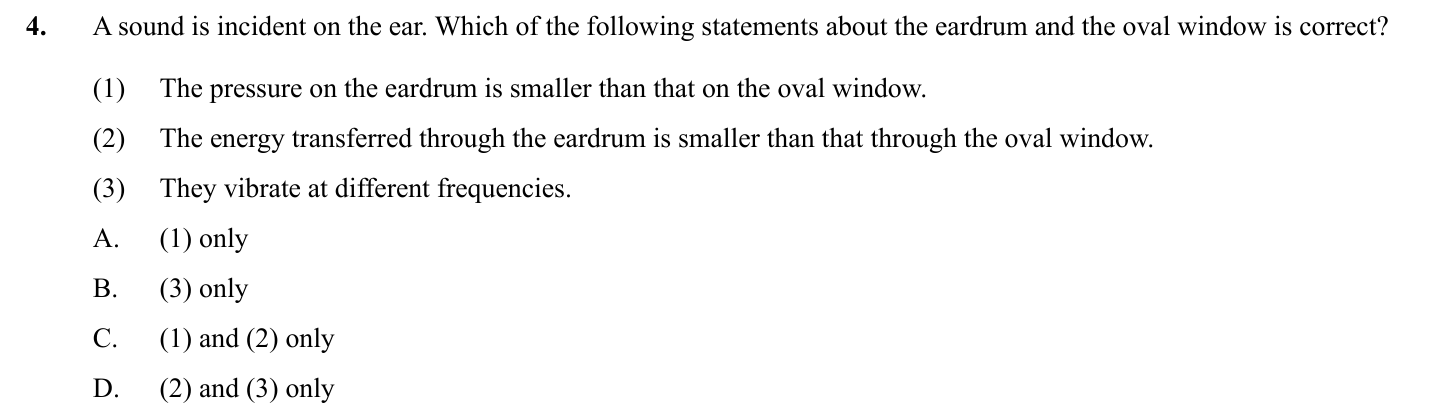 4. A sound is incident on the ear. Which of the following statements about the eardrum and the oval window is correct?
(1) The pressure on the eardrum is smaller than that on the oval window.
(2) The energy transferred through the eardrum is smaller than that through the oval window.
(3) They vibrate at different frequencies.
A. (1) only
B. (3) only
C. (1) and (2) only
D. (2) and (3) only